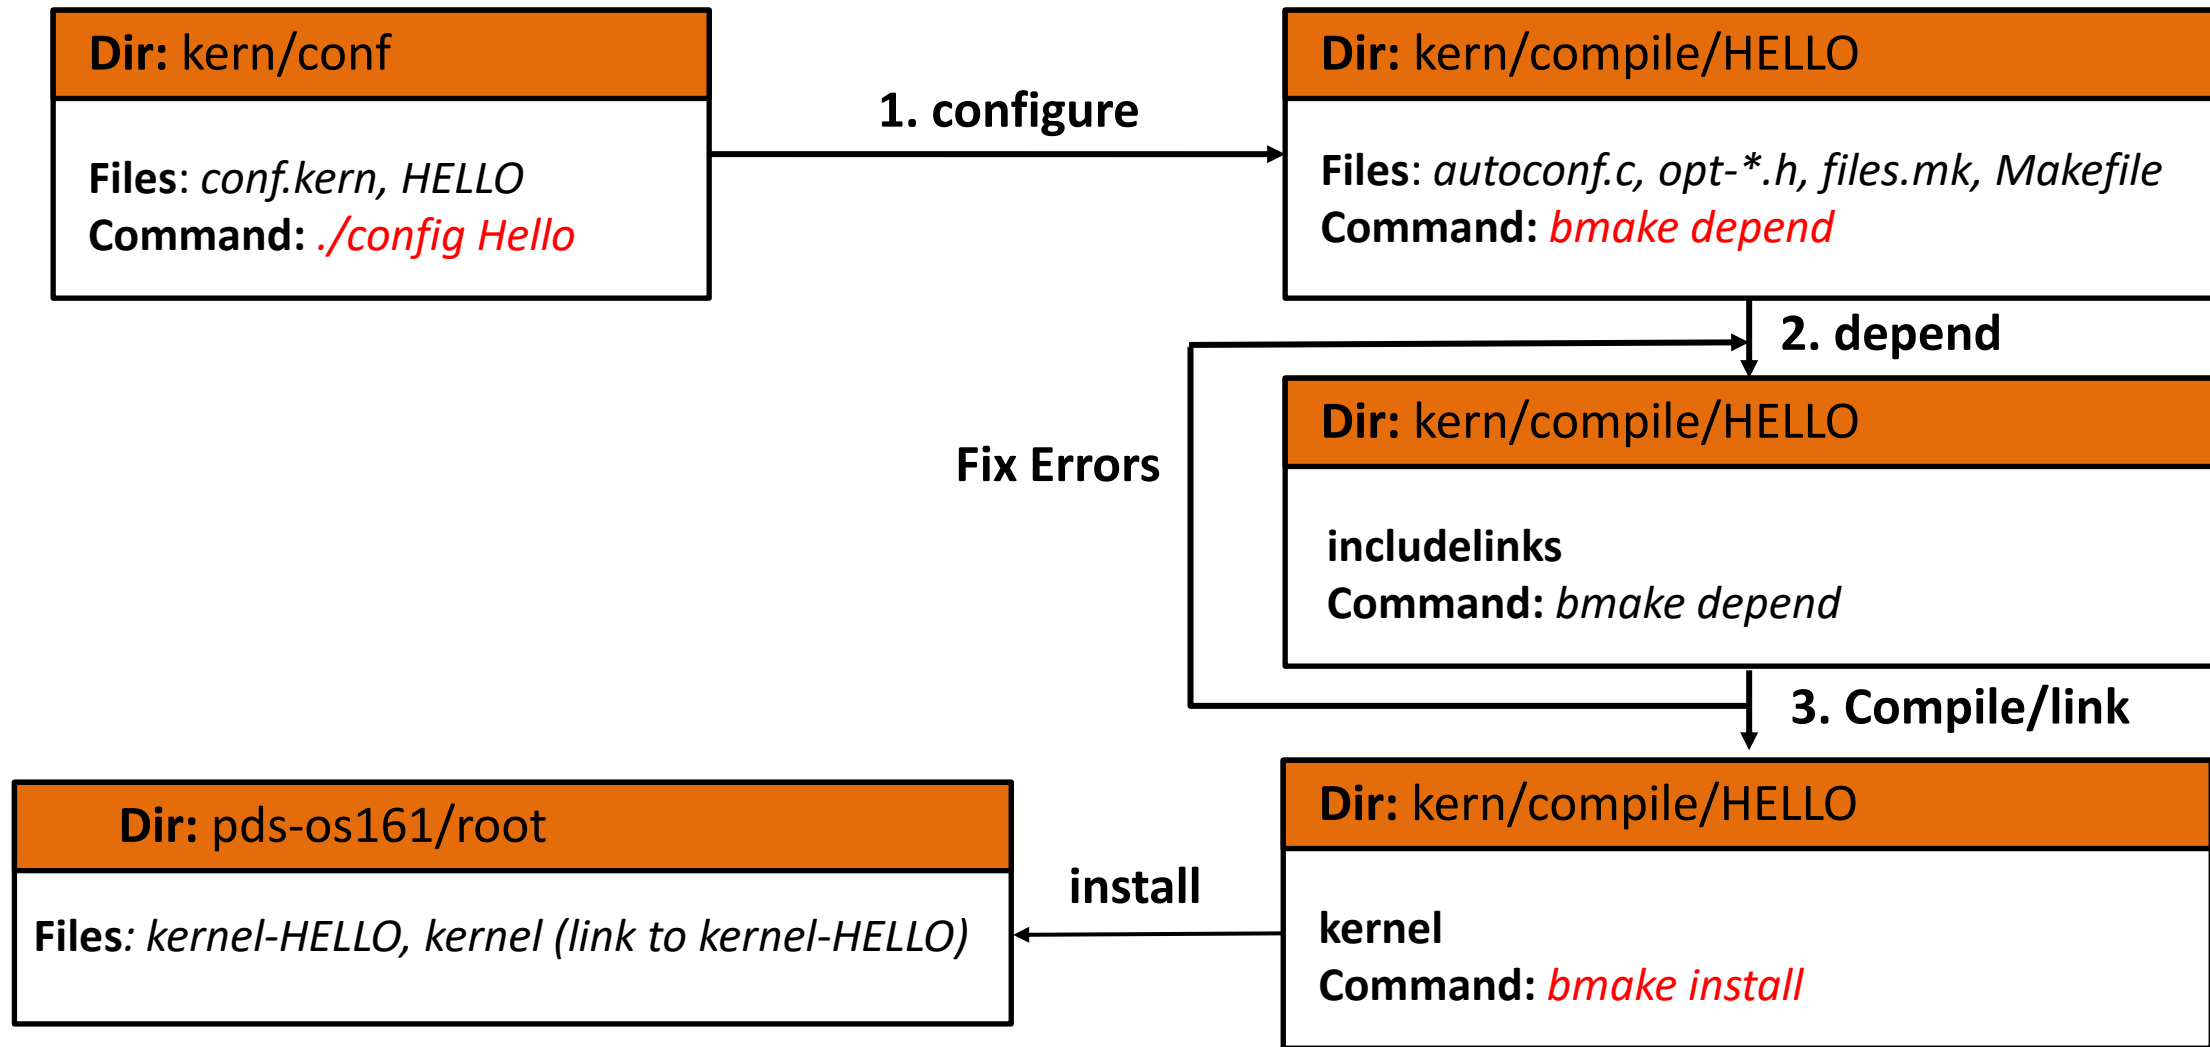 Dir: kern/conf
Files: conf.kern, HELLO
Command: ./config Hello
1. configure
Dir: kern/compile/HELLO
Files: autoconf.c, opt-*.h, files.mk, Makefile
Command: bmake depend
2. depend
Fix Errors
Dir: kern/compile/HELLO
includelinks
Command: bmake depend
3. Compile/link
Dir: kern/compile/HELLO
kernel
Command: bmake install
install
Dir: pds-os161/root
Files: kernel-HELLO, kernel (link to kernel-HELLO)